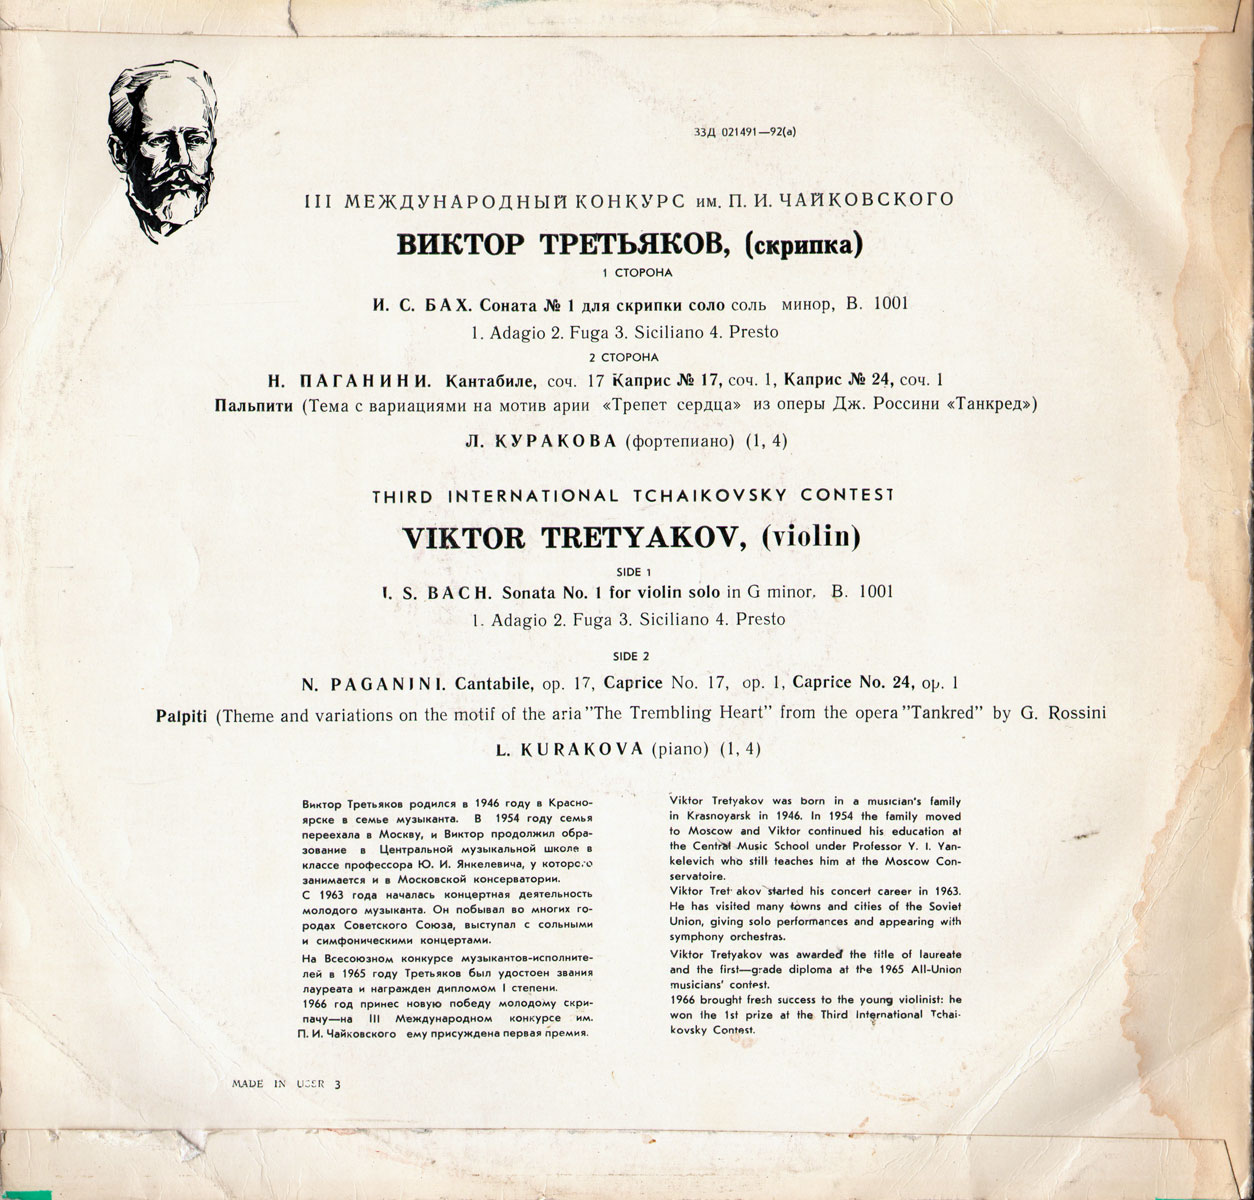 33Д 021491—92(а)
III МЕЖДУНАРОДНЫЙ КОНКУРС им. П. И. ЧАЙКОВСКОГО
ВИКТОР ТРЕТЬЯКОВ, (скрипка)
1 СТОРОНА
И. С. БАХ. Соната № 1 для скрипки соло соль минор, В. 1001
1. Adagio 2. Fuga 3. Siciliano 4. Presto
2 СТОРОНА
Н. ПАГАНИНИ. Кантабиле, соч. 17 Каприс № 17, соч. 1, Каприс № 24, соч. 1
Пальпити (Тема с вариациями на мотив арии «Трепет сердца» из оперы Дж. Россини «Танкред»)
Л. КУРАКОВА (фортепиано) (1, 4)
THIRD INTERNATIONAL TCHAIKOVSKY CONTEST
VIKTOR TRETYAKOV, (violin)
SIDE 1
I. S. BACH. Sonata No. 1 for violin solo in G minor, B. 1001
1. Adagio 2. Fuga 3. Siciliano 4. Presto
SIDE 2
N. PAGANINI. Cantabile, op. 17, Caprice No. 17, op. 1, Caprice No. 24, op. 1
Palpiti (Theme and variations on the motif of the aria "The Trembling Heart" from the opera "Tankred" by G. Rossini
L. KURAKOVA (piano) (1, 4)
Виктор Третьяков родился в 1946 году в Красно-
ярске в семье музыканта. В 1954 году семья
переехала в Москву, и Виктор продолжил обра-
зование в Центральной музыкальной школе в
классе профессора Ю. И. Янкелевича, у которого
занимается и в Московской консерватории.
С 1963 года началась концертная деятельность
молодого музыканта. Он побывал во многих го-
родах Советского Союза, выступал с сольными
и симфоническими концертами.
На Всесоюзном конкурсе музыкантов-исполните-
лей в 1965 году Третьяков был удостоен звания
лауреата и награжден дипломом I степени.
1966 год принес новую победу молодому скри-
пачу—на III Международном конкурсе им.
П. И. Чайковского ему присуждена первая премия.
Viktor Tretyakov was born in a musician's family
in Krasnoyarsk in 1946. In 1954 the family moved
to Moscow and Viktor continued his education at
the Central Music School under Professor Y. I. Yan-
kelevich who still teaches him at the Moscow Con-
servatoire.
Viktor Tret akov started his concert career in 1963.
He has visited many towns and cities of the Soviet
Union, giving solo performances and appearing with
symphony orchestras.
Viktor Tretyakov was awarded the title of laureate
and the first—grade diploma at the 1965 All-Union
musicians' contest.
1966 brought fresh success to the young violinist: he
won the 1st prize at the Third International Tchai-
kovsky Contest.
MADE IN USSR 3